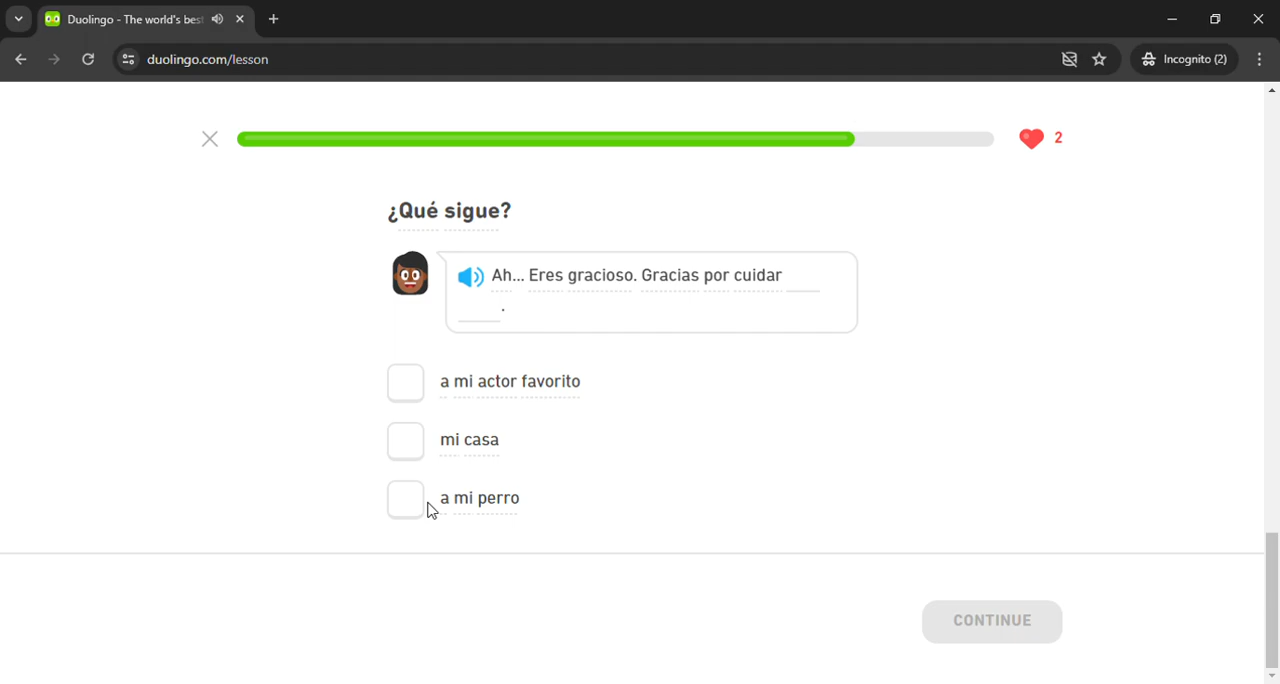 Duolingo - The world's bes
duolingo.com/lesson
Incognito (2)
2
¿Qué sigue?
Ah... Eres gracioso. Gracias por cuidar
.
a mi actor favorito
mi casa
a mi perro
CONTINUE